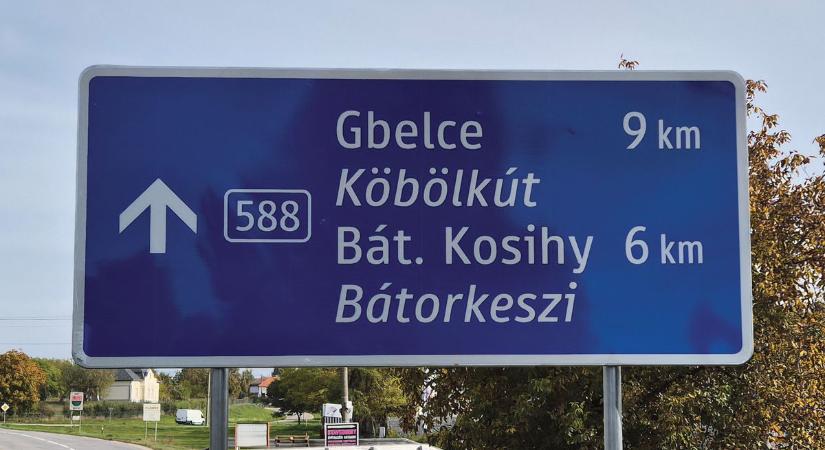 588
Gbelce 9 km
Köbölkút
Bát. Kosihy 6 km
Bátorkeszi